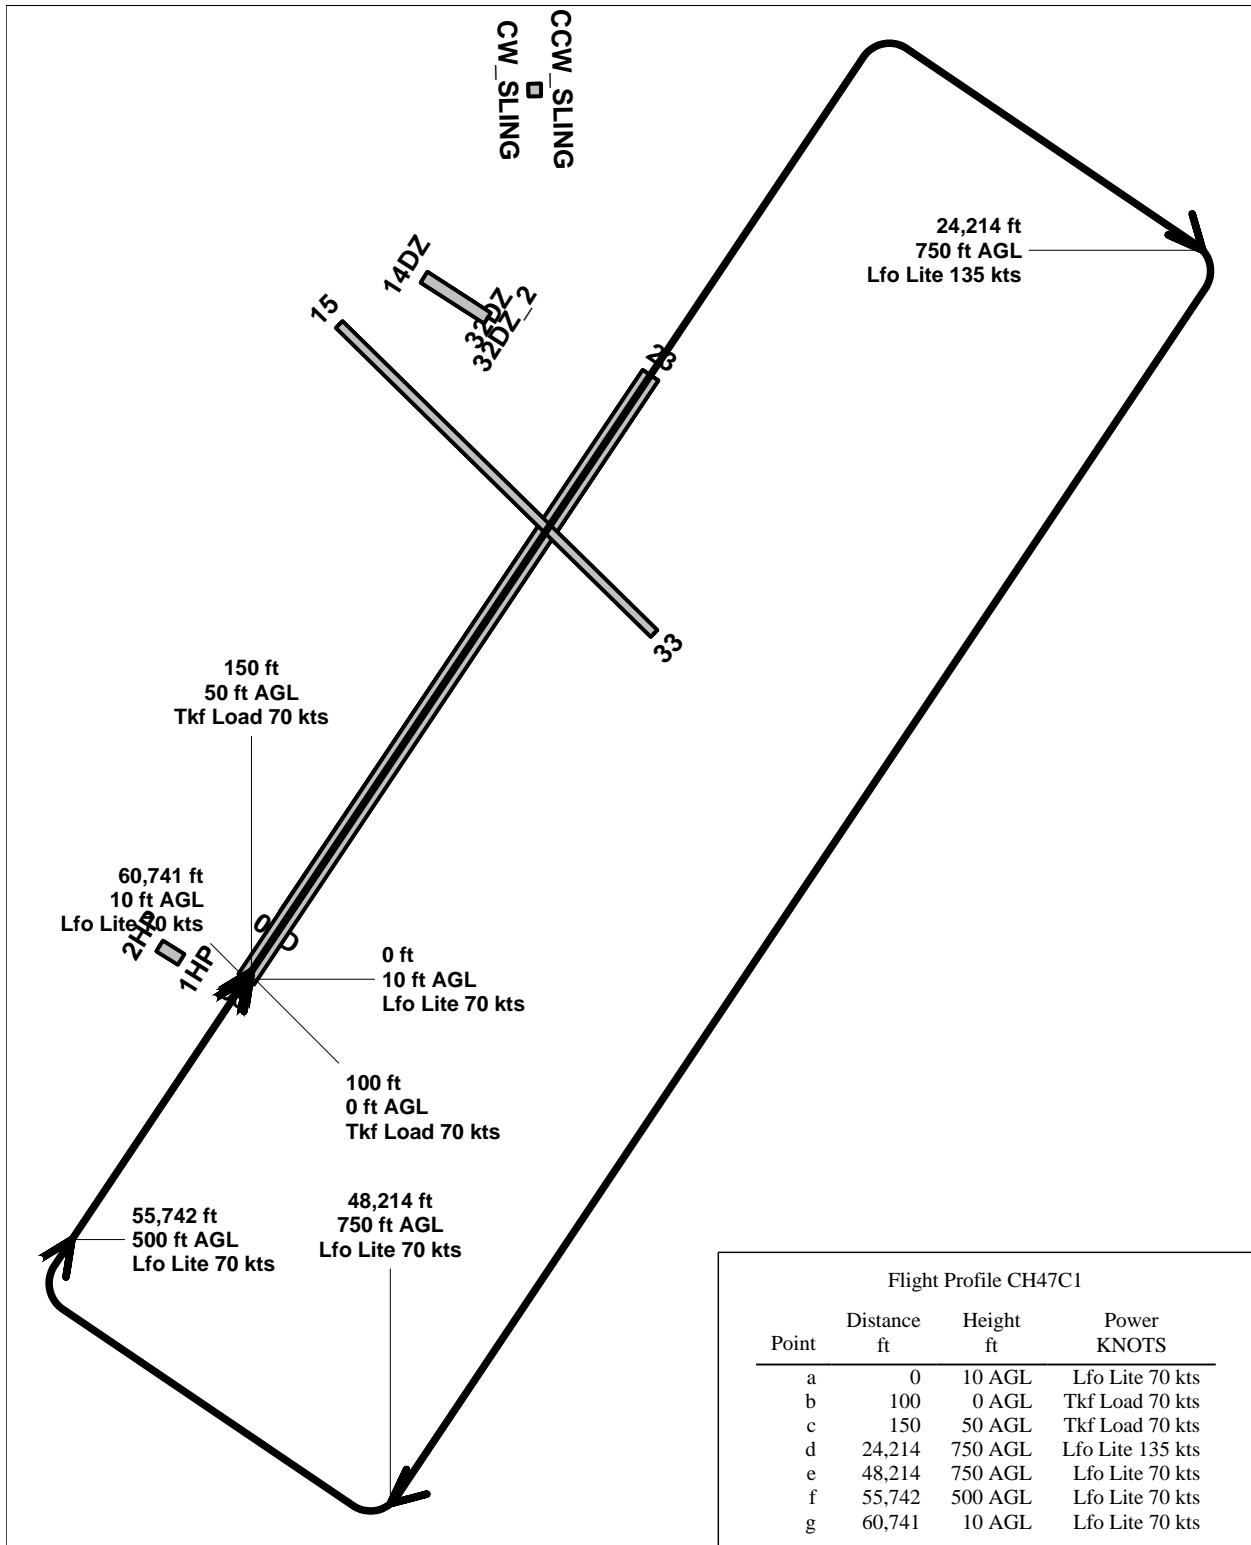 CCW_SLING
CW_SLING
24,214 ft
750 ft AGL
Lfo Lite 135 kts
14DZ
32DZ
32DZ_2
15
23
33
150 ft
50 ft AGL
Tkf Load 70 kts
60,741 ft
10 ft AGL
Lfo Lite 70 kts
2HP
1HP
0 ft
10 ft AGL
Lfo Lite 70 kts
100 ft
0 ft AGL
Tkf Load 70 kts
55,742 ft
500 ft AGL
Lfo Lite 70 kts
48,214 ft
750 ft AGL
Lfo Lite 70 kts
Flight Profile CH47C1
Distance Height Power
Point ft ft KNOTS
a 0 10 AGL Lfo Lite 70 kts
b 100 0 AGL Tkf Load 70 kts
c 150 50 AGL Tkf Load 70 kts
d 24,214 750 AGL Lfo Lite 135 kts
e 48,214 750 AGL Lfo Lite 70 kts
f 55,742 500 AGL Lfo Lite 70 kts
g 60,741 10 AGL Lfo Lite 70 kts